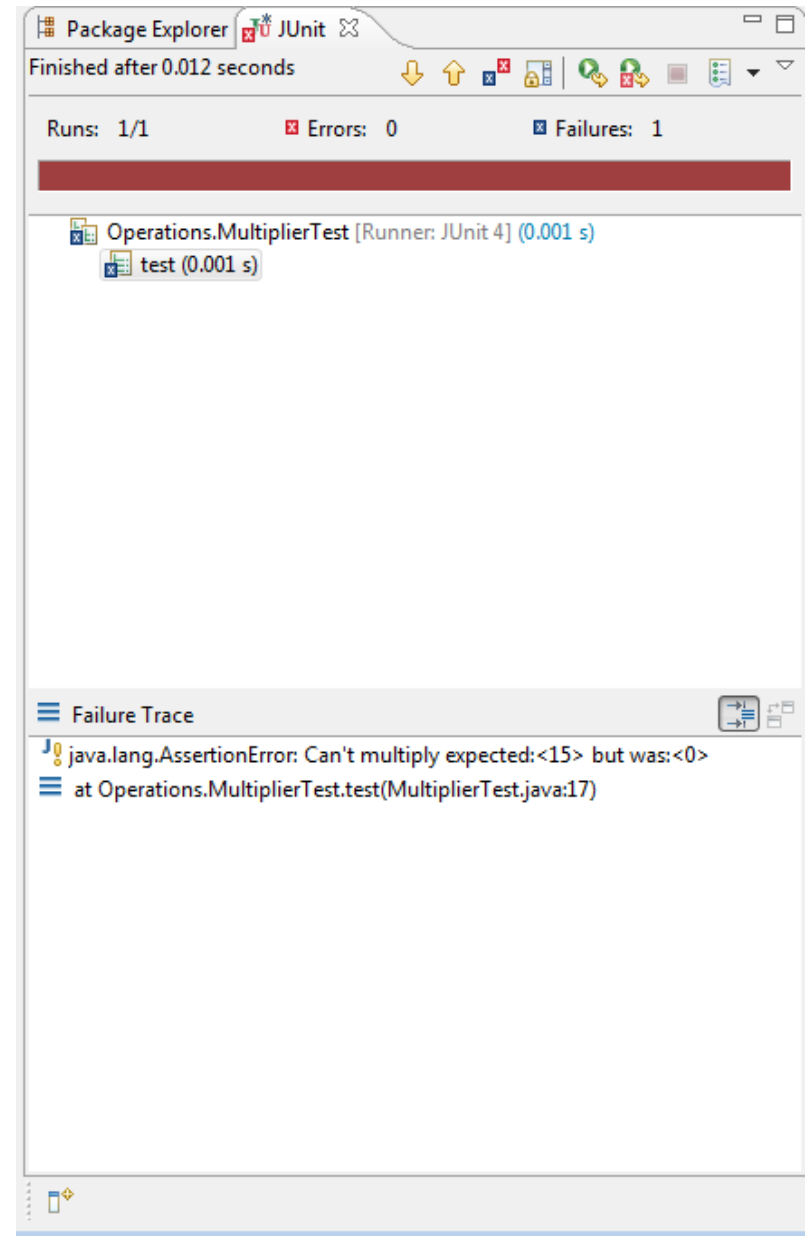 Package Explorer JUnit
Finished after 0.012 seconds
Runs: 1/1 Errors: 0 Failures: 1
Operations.MultiplierTest [Runner: JUnit 4] (0.001 s)
test (0.001 s)
Failure Trace
java.lang.AssertionError: Can't multiply expected:<15> but was:<0>
at Operations.MultiplierTest.test(MultiplierTest.java:17)